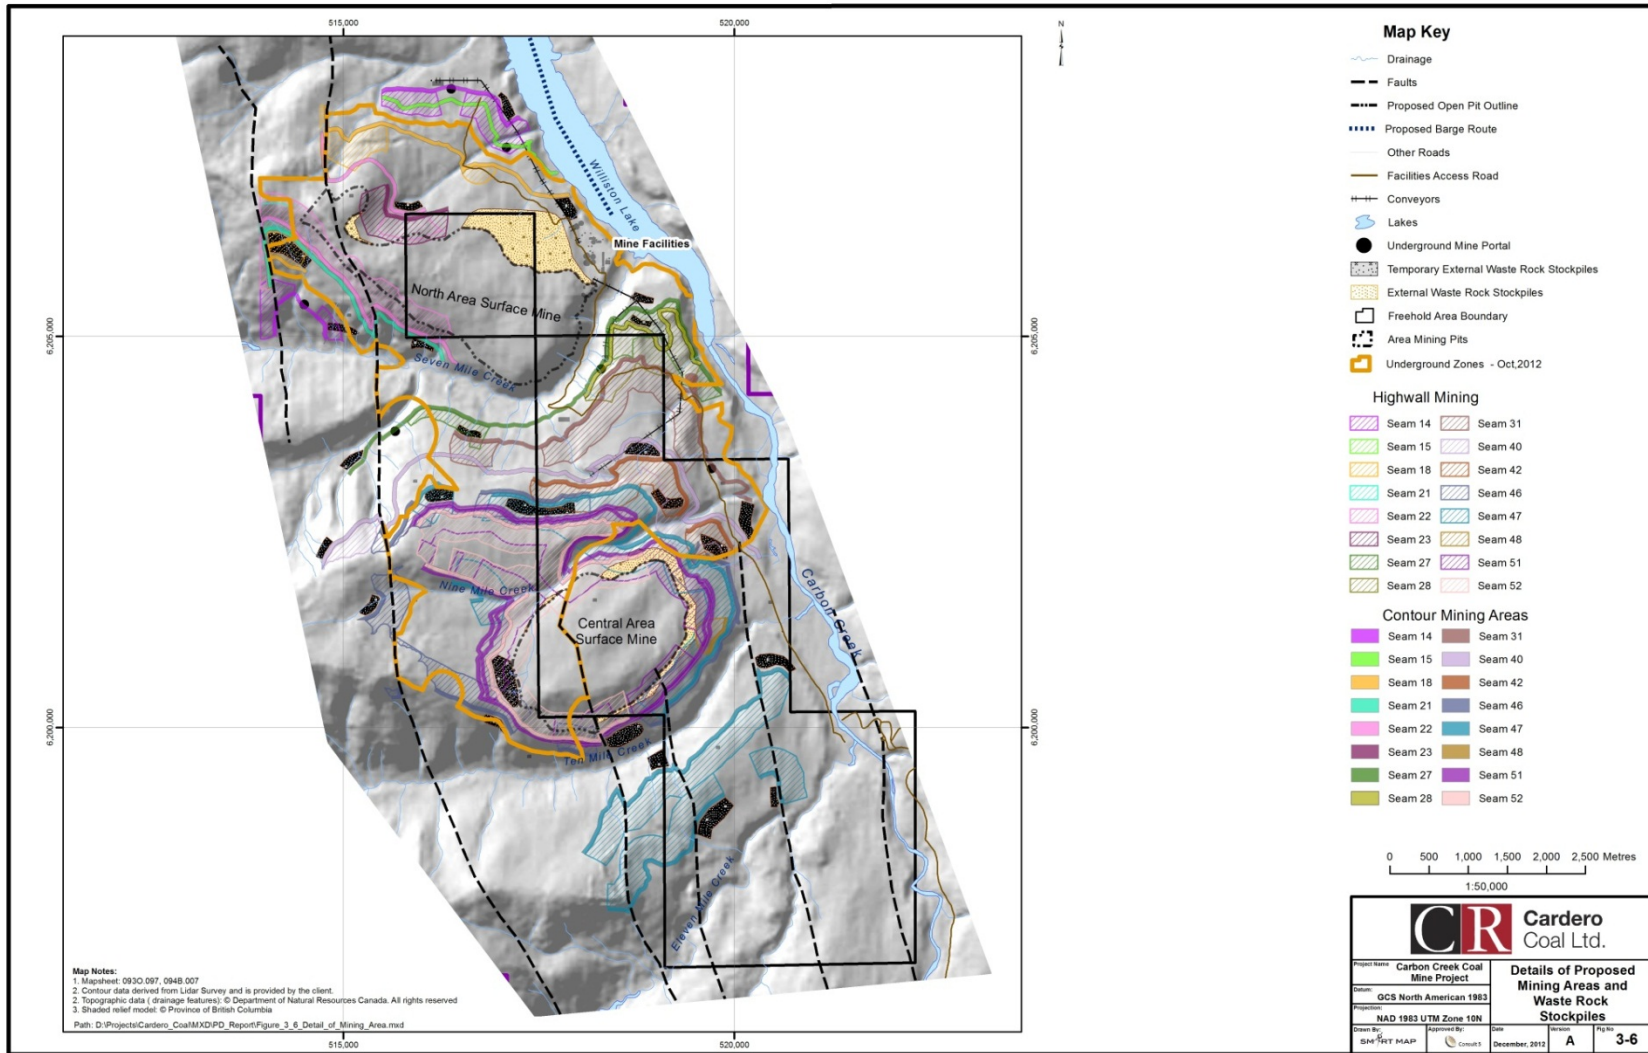 515,000
520,000
N
6,205,000
6,205,000
6,200,000
6,200,000
Williston Lake
Mine Facilities
North Area Surface Mine
Seven Mile Creek
Nine Mile Creek
Central Area
Surface Mine
Carbon Creek
Ten Mile Creek
Eleven Mile Creek
Map Notes:
1. Mapsheet: 093O.097, 094B.007
2. Contour data derived from Lidar Survey and is provided by the client.
2. Topographic data ( drainage features): © Department of Natural Resources Canada. All rights reserved
3. Shaded relief model: © Province of British Columbia
Path: D:\Projects\Cardero_Coal\MXD\PD_Report\Figure_3_6_Detail_of_Mining_Area.mxd
515,000
520,000
Map Key
Drainage
Faults
Proposed Open Pit Outline
Proposed Barge Route
Other Roads
Facilities Access Road
Conveyors
Lakes
Underground Mine Portal
Temporary External Waste Rock Stockpiles
External Waste Rock Stockpiles
Freehold Area Boundary
Area Mining Pits
Underground Zones - Oct,2012
Highwall Mining
Seam 14 Seam 31
Seam 15 Seam 40
Seam 18 Seam 42
Seam 21 Seam 46
Seam 22 Seam 47
Seam 23 Seam 48
Seam 27 Seam 51
Seam 28 Seam 52
Contour Mining Areas
Seam 14 Seam 31
Seam 15 Seam 40
Seam 18 Seam 42
Seam 21 Seam 46
Seam 22 Seam 47
Seam 23 Seam 48
Seam 27 Seam 51
Seam 28 Seam 52
0 500 1,000 1,500 2,000 2,500 Metres
1:50,000
CR Cardero
Coal Ltd.
Project Name Carbon Creek Coal
Mine Project
Datum:
GCS North American 1983
Projection:
NAD 1983 UTM Zone 10N
Details of Proposed
Mining Areas and
Waste Rock
Stockpiles
Drawn By: SMART MAP
Approved By: Consult 5
Date December, 2012
Version A
Fig No 3-6